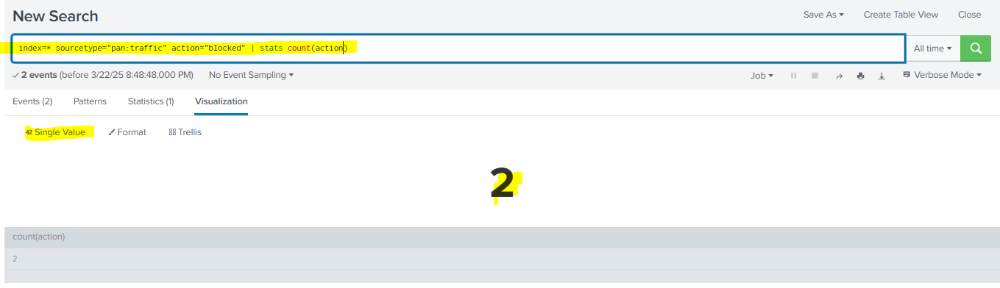 New Search
Save As ▾ Create Table View Close
index=* sourcetype="pan:traffic" action="blocked" | stats count(action)
All time ▾
✓ 2 events (before 3/22/25 8:48:48.000 PM) No Event Sampling ▾
Job ▾ Verbose Mode ▾
Events (2) Patterns Statistics (1) Visualization
42 Single Value Format Trellis
2
count(action)
2